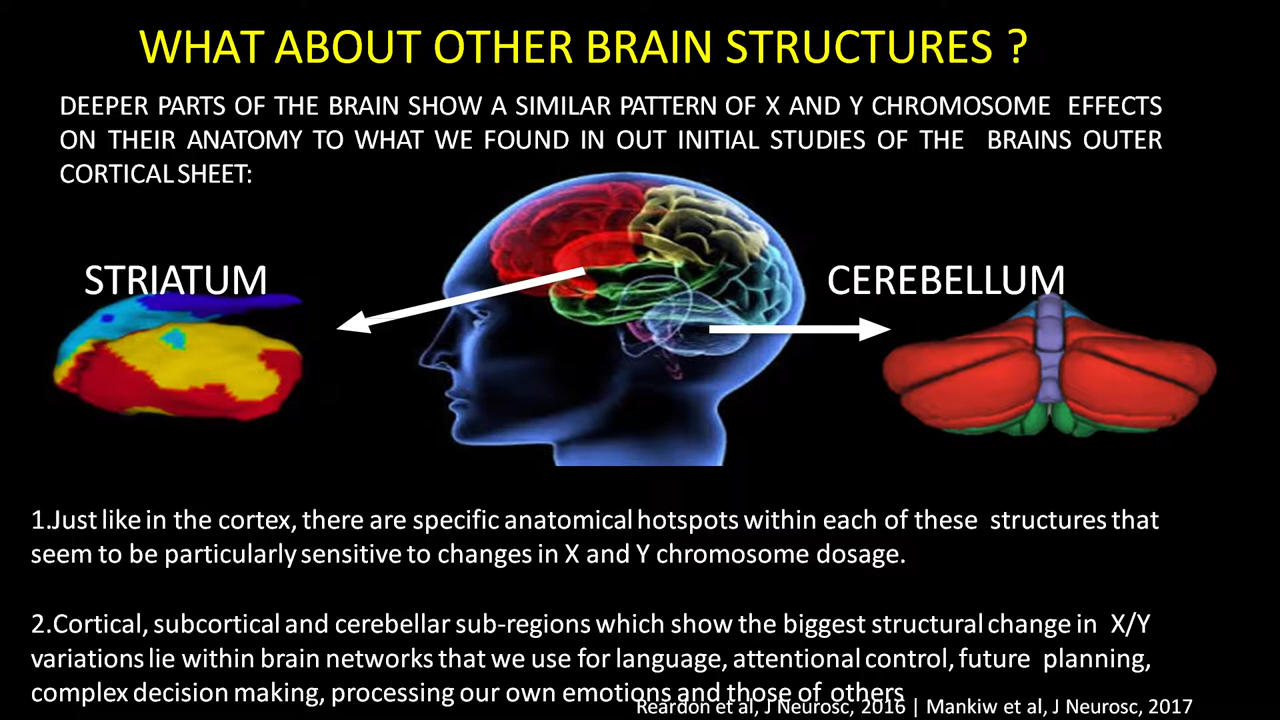 WHAT ABOUT OTHER BRAIN STRUCTURES ?
DEEPER PARTS OF THE BRAIN SHOW A SIMILAR PATTERN OF X AND Y CHROMOSOME EFFECTS
ON THEIR ANATOMY TO WHAT WE FOUND IN OUT INITIAL STUDIES OF THE BRAINS OUTER
CORTICAL SHEET:
STRIATUM
CEREBELLUM
1.Just like in the cortex, there are specific anatomical hotspots within each of these structures that
seem to be particularly sensitive to changes in X and Y chromosome dosage.
2.Cortical, subcortical and cerebellar sub-regions which show the biggest structural change in X/Y
variations lie within brain networks that we use for language, attentional control, future planning,
complex decision making, processing our own emotions and those of others
Reardon et al, J Neurosc, 2016 | Mankiw et al, J Neurosc, 2017